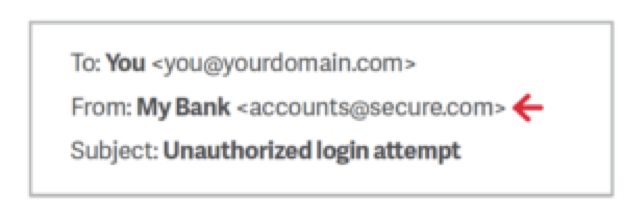 To: You <you@yourdomain.com>
From: My Bank <accounts@secure.com>
Subject: Unauthorized login attempt